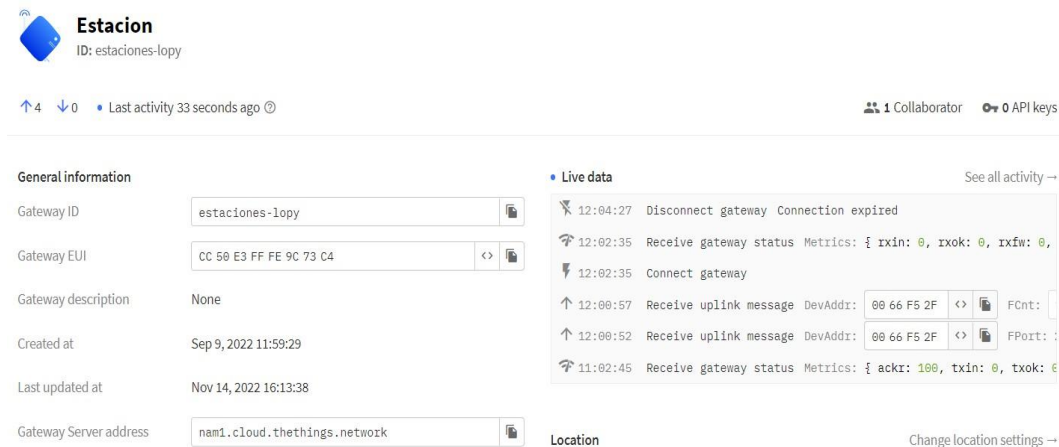 Estacion
ID: estaciones-lopy
4 0 • Last activity 33 seconds ago
1 Collaborator 0 API keys
General information
Gateway ID estaciones-lopy
Gateway EUI CC 50 E3 FF FE 9C 73 C4
Gateway description None
Created at Sep 9, 2022 11:59:29
Last updated at Nov 14, 2022 16:13:38
Gateway Server address nam1.cloud.thethings.network
• Live data See all activity →
12:04:27 Disconnect gateway Connection expired
12:02:35 Receive gateway status Metrics: { rxin: 0, rxok: 0, rxfw: 0,
12:02:35 Connect gateway
↑ 12:00:57 Receive uplink message DevAddr: 00 66 F5 2F <> FCnt:
↑ 12:00:52 Receive uplink message DevAddr: 00 66 F5 2F <> FPort:
11:02:45 Receive gateway status Metrics: { ackr: 100, txin: 0, txok:
Location Change location settings →